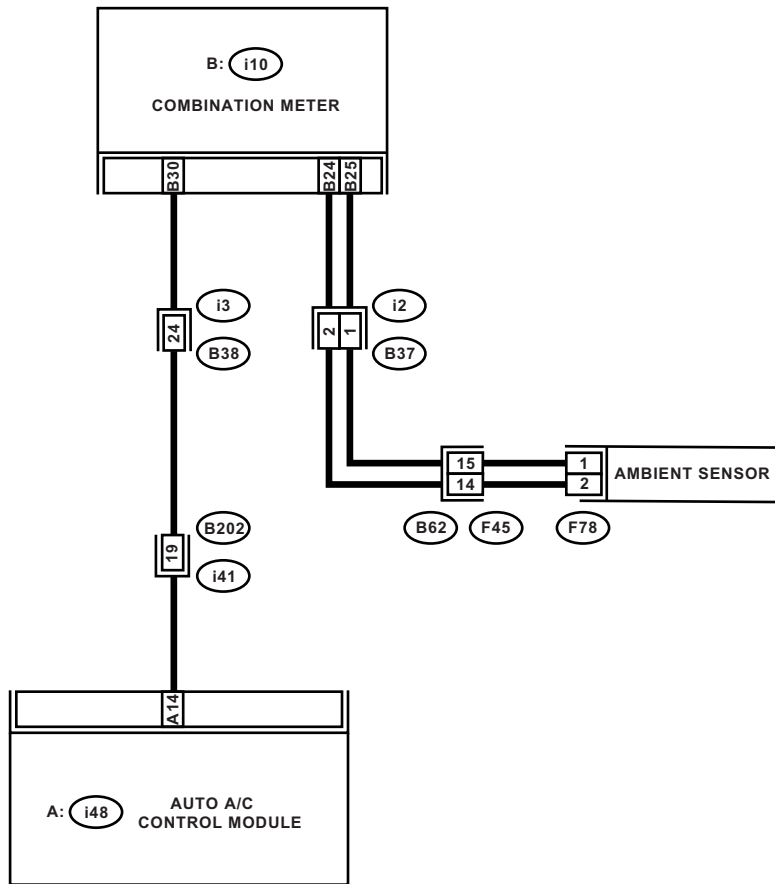 B: i10
COMBINATION METER
B30
B24
B25
i3
24
B38
i2
2
1
B37
15
14
1
2
AMBIENT SENSOR
B62
F45
F78
B202
19
i41
A14
A: i48
AUTO A/C
CONTROL MODULE